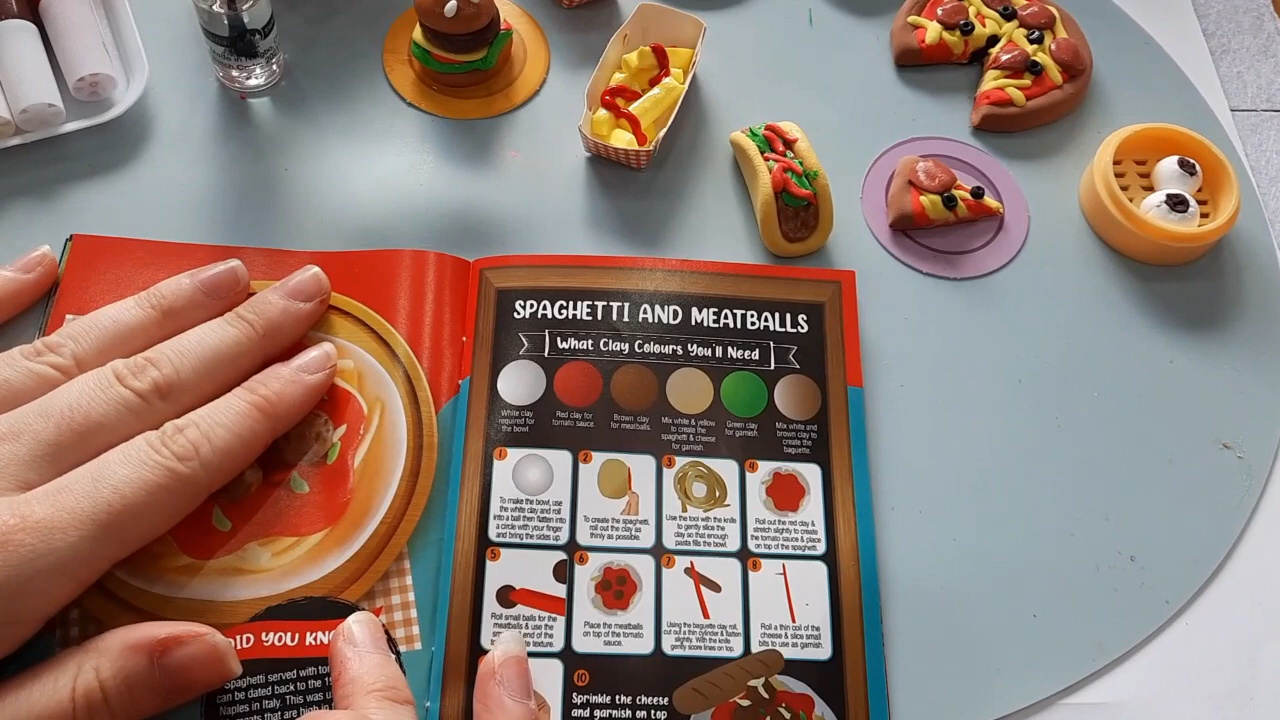 SPAGHETTI AND MEATBALLS
What Clay Colours You'll Need
White clay
required for
the bowl
Red clay for
tomato sauce.
Brown clay
for meatballs.
Mix white & yellow
to create the
spaghetti & cheese
for garnish.
Green clay
for garnish.
Mix white and
brown clay to
create the
baguette.
1
To make the bowl, use
the white clay and roll
into a ball then flatten into
a circle with your finger
and bring the sides up.
2
To create the spaghetti,
roll out the clay as
thinly as possible.
3
Use the tool with the knife
to gently slice the
clay so that enough
pasta fills the bowl.
4
Roll out the red clay &
stretch slightly to create
the tomato sauce & place
on top of the spaghetti.
5
Roll small balls for the
meatballs & use the
end of the
texture.
6
Place the meatballs
on top of the tomato
sauce.
7
Using the baguette clay roll,
cut out a thin cylinder & flatten
slightly. With the knife
gently score lines on top.
8
Roll a thin coil of the
cheese & slice small
bits to use as garnish.
10
Sprinkle the cheese
and garnish on top
DID YOU
Spaghetti served with
can be dated back to the
Naples in Italy. This was
that are high in